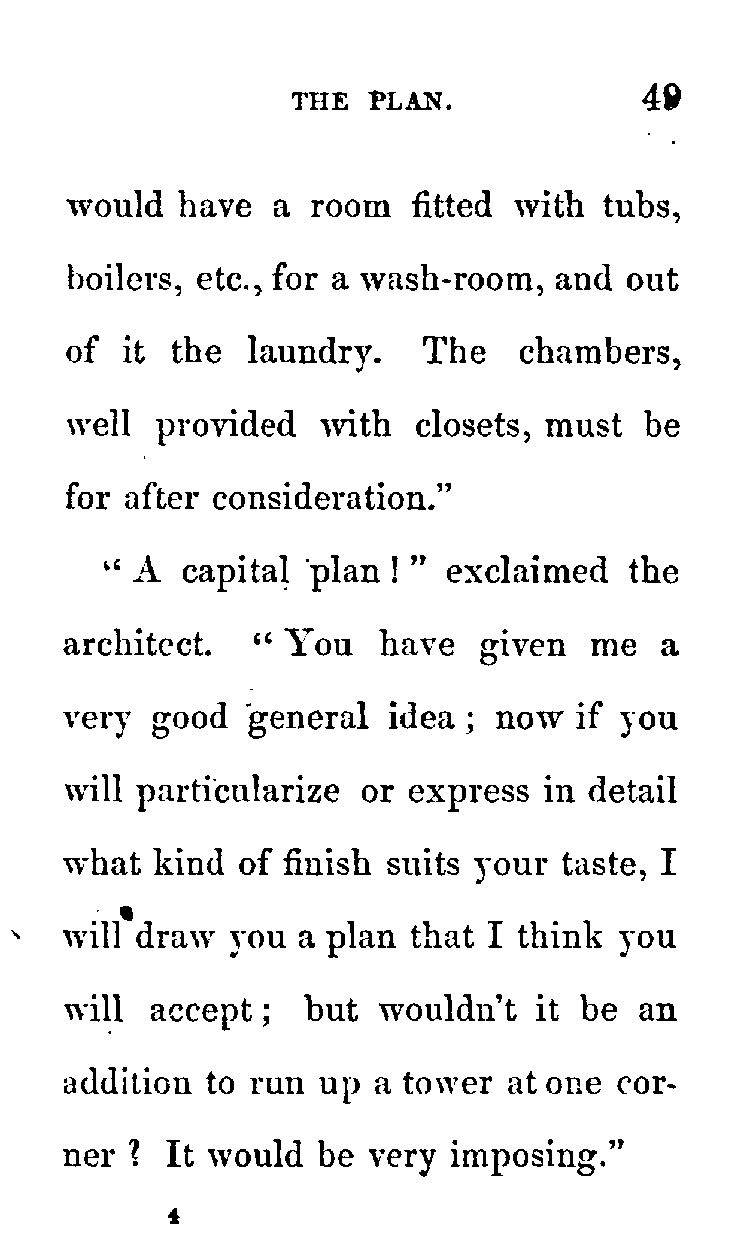 THE PLAN. 49
would have a room fitted with tubs,
boilers, etc., for a wash-room, and out
of it the laundry. The chambers,
well provided with closets, must be
for after consideration."
" A capital plan ! " exclaimed the
architect. " You have given me a
very good general idea ; now if you
will particularize or express in detail
what kind of finish suits your taste, I
will draw you a plan that I think you
will accept ; but wouldn't it be an
addition to run up a tower at one cor-
ner ? It would be very imposing."
4